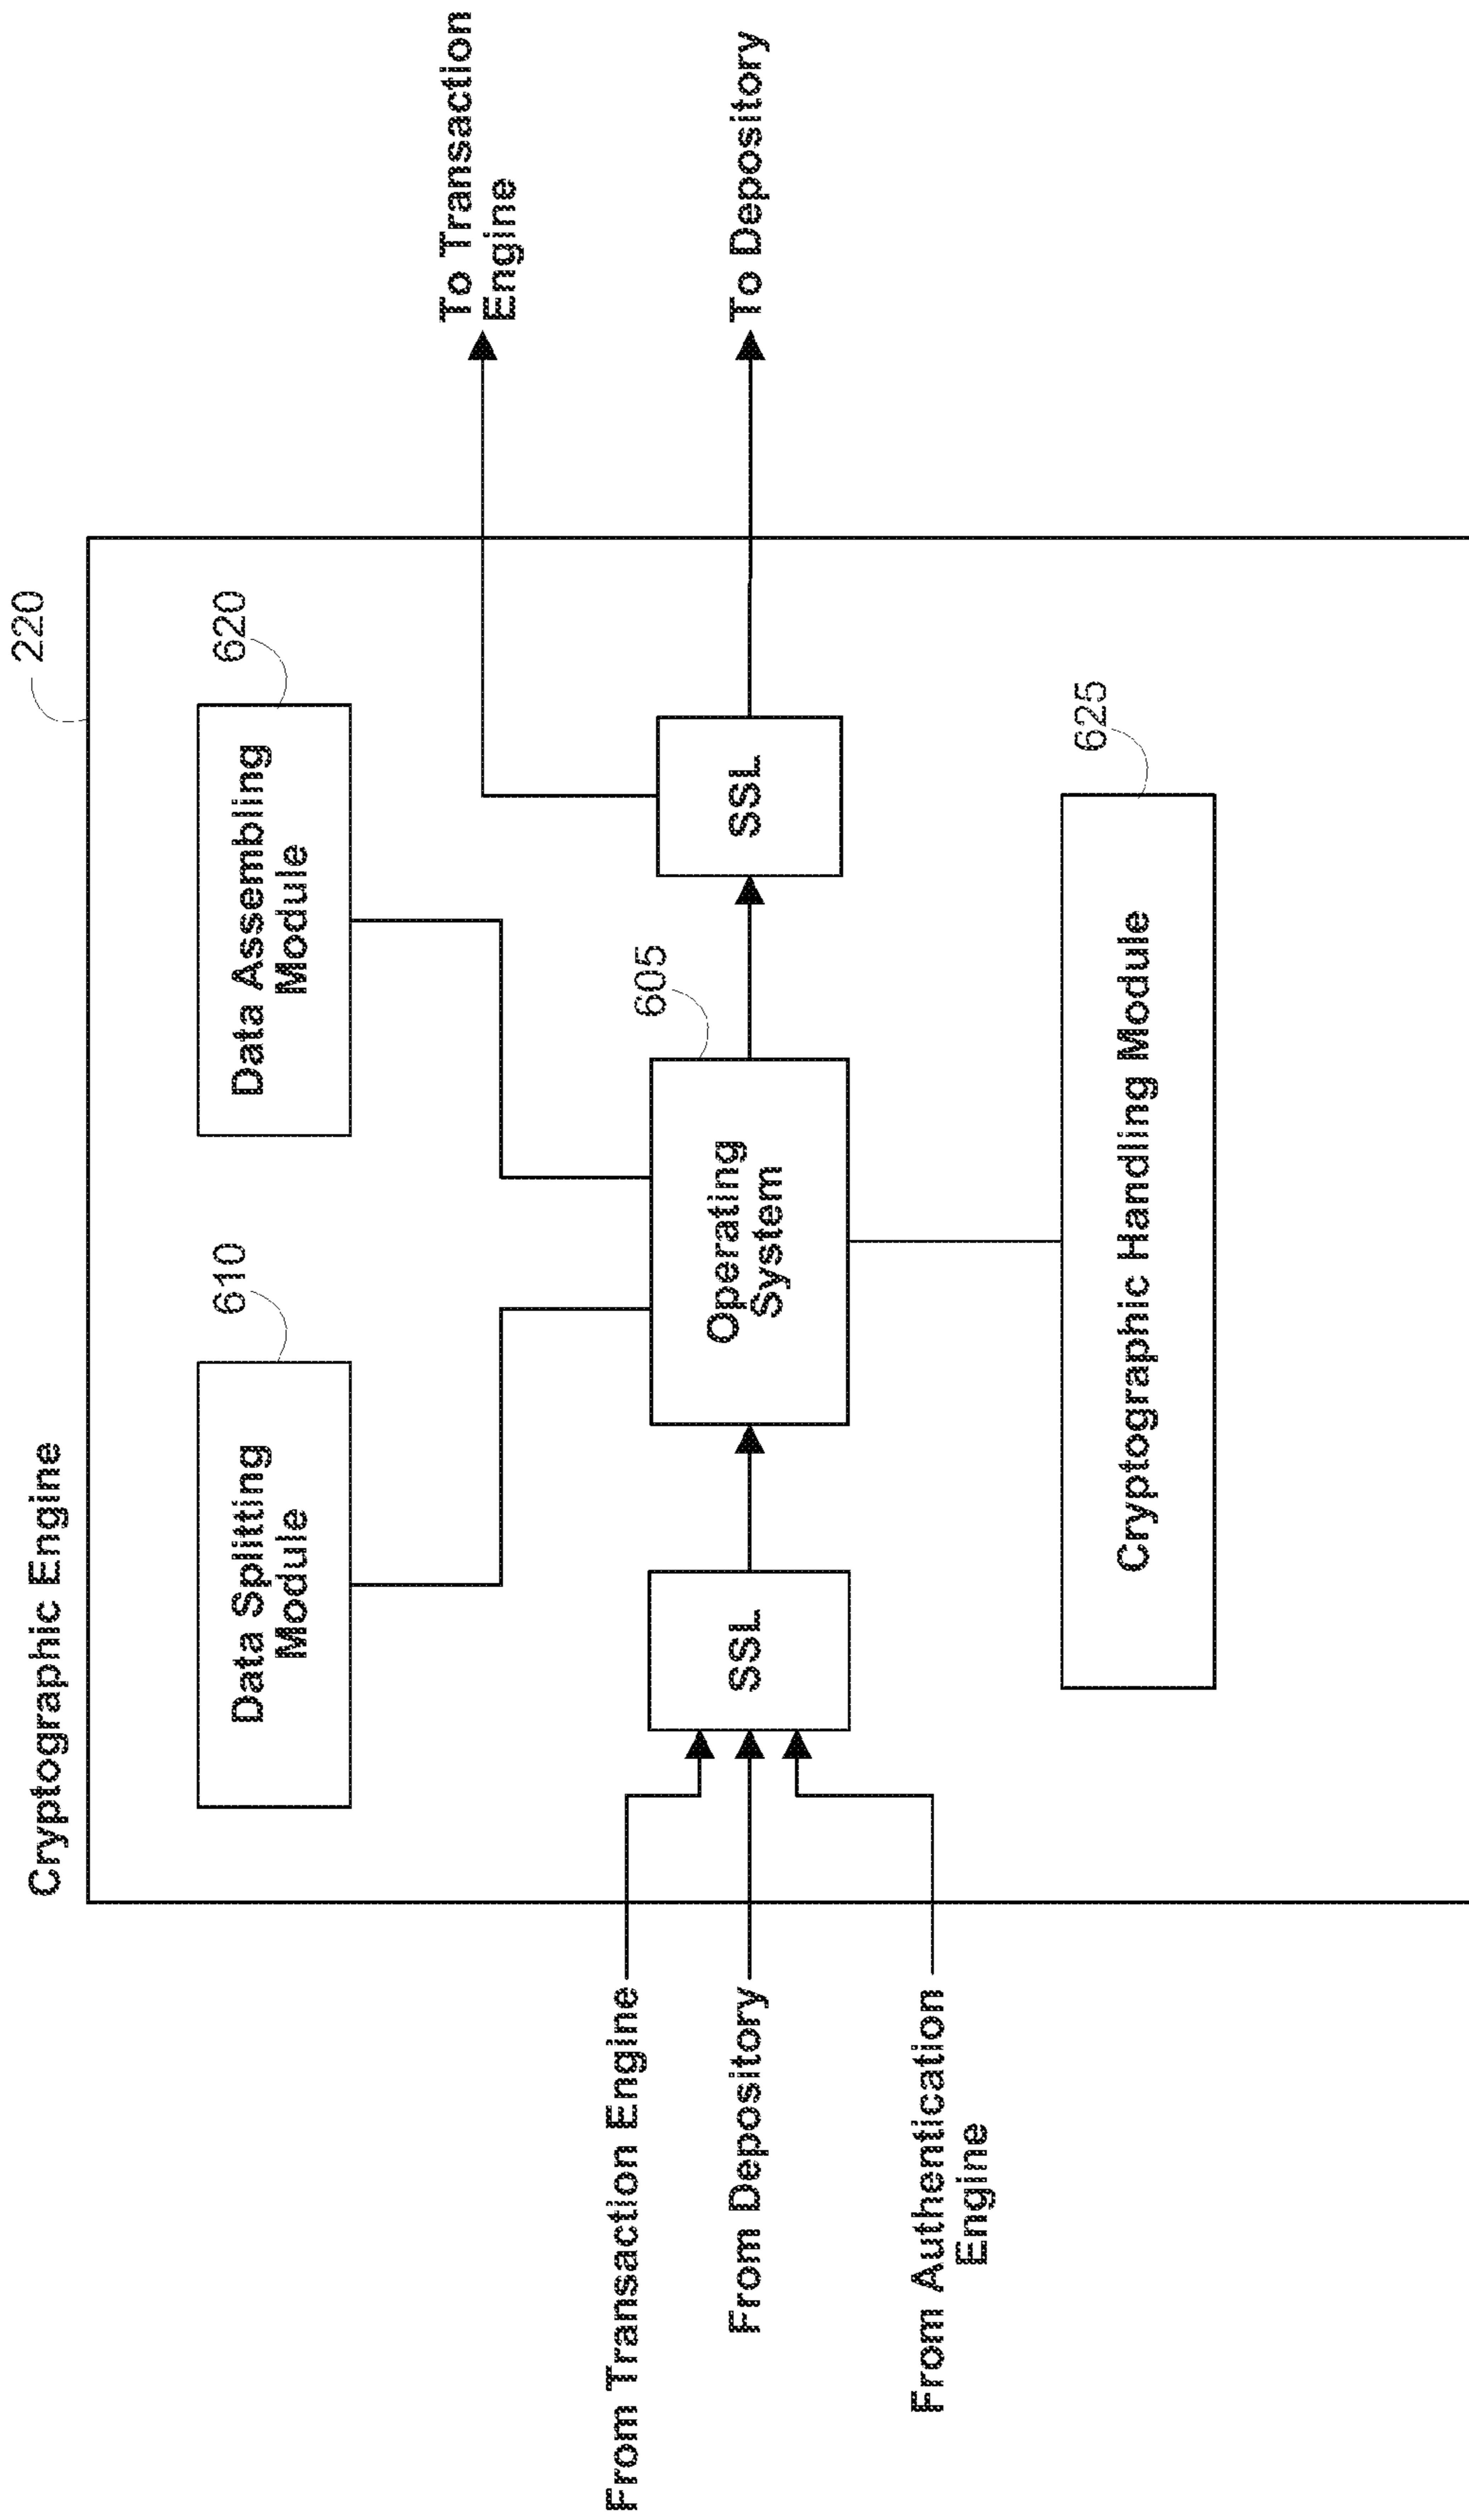 Cryptographic Engine
220
610
620
Data Splitting
Module
Data Assembling
Module
To Transaction
Engine
From Transaction Engine
From Depository
From Authentication
Engine
SSL
605
Operating
System
SSL
To Depository
625
Cryptographic Handling Module